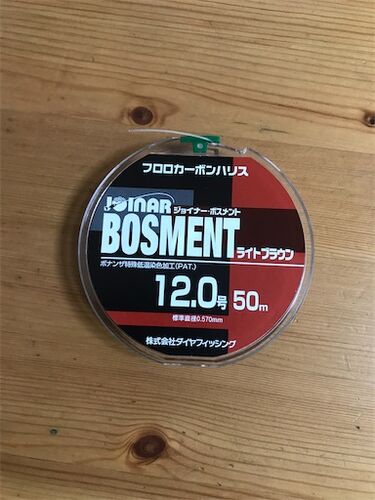 フロロカーボンハリス
JOINAR ジョイナー・ボスメント
BOSMENT ライトブラウン
ボナンザ特殊低温染色加工(PAT.)
12.0号 50m
標準直径0.570mm
株式会社ダイヤフィッシング